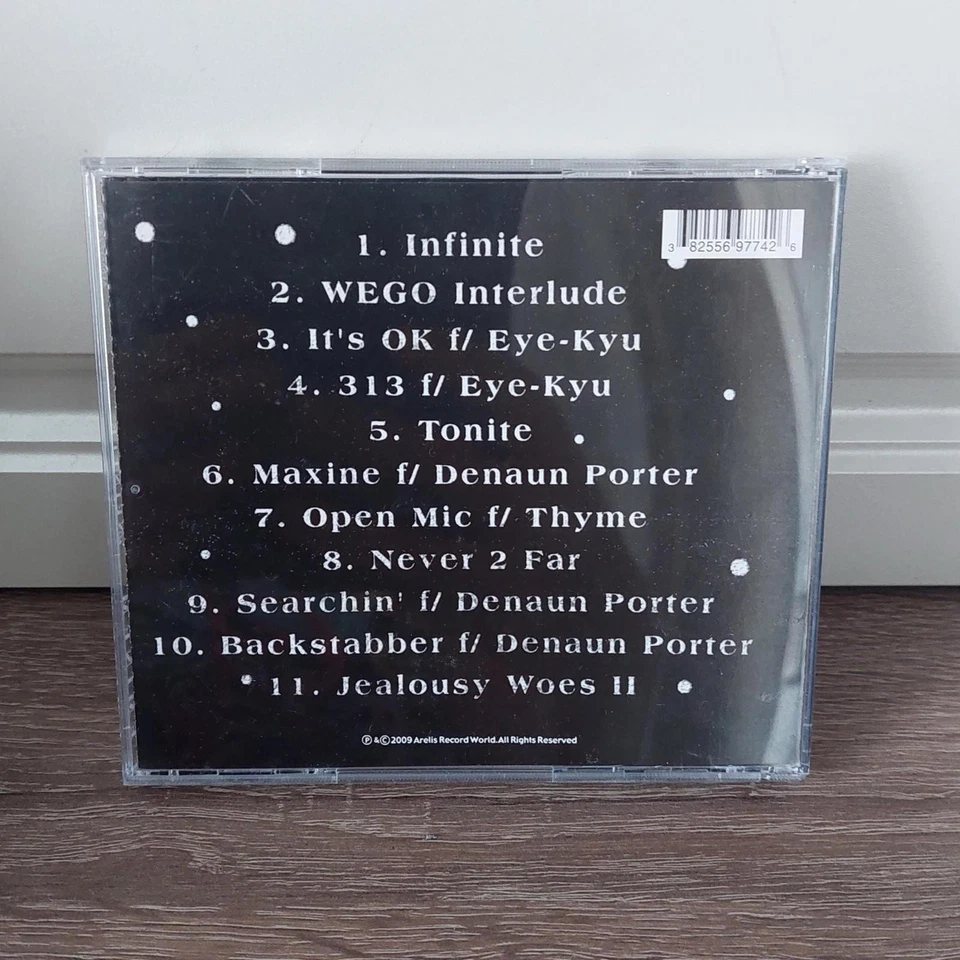 1. Infinite
3 82556 97742 6
2. WEGO Interlude
3. It's OK f/ Eye-Kyu
4. 313 f/ Eye-Kyu
5. Tonite
6. Maxine f/ Denaun Porter
7. Open Mic f/ Thyme
8. Never 2 Far
9. Searchin' f/ Denaun Porter
10. Backstabber f/ Denaun Porter
11. Jealousy Woes II
℗ &©2009 Arelis Record World.All Rights Reserved